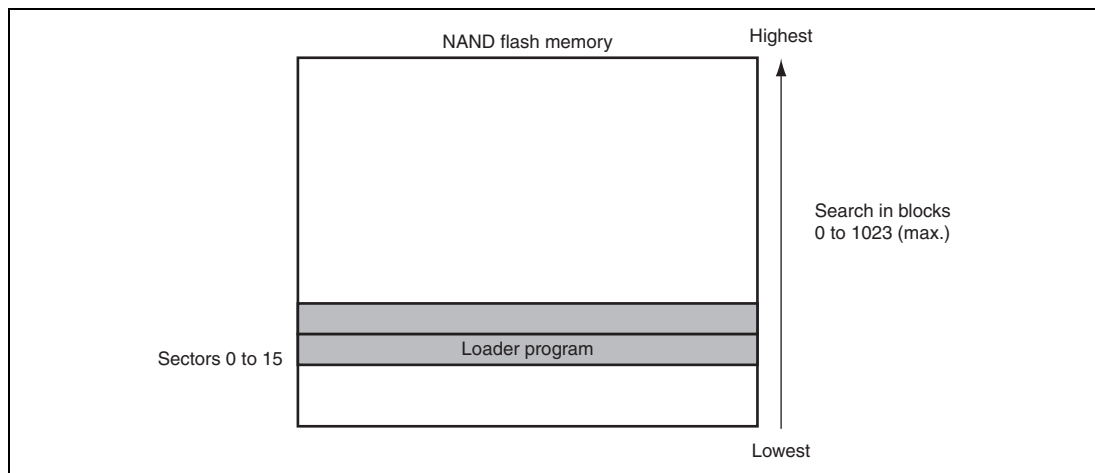 NAND flash memory
Highest
Search in blocks
0 to 1023 (max.)
Sectors 0 to 15
Loader program
Lowest